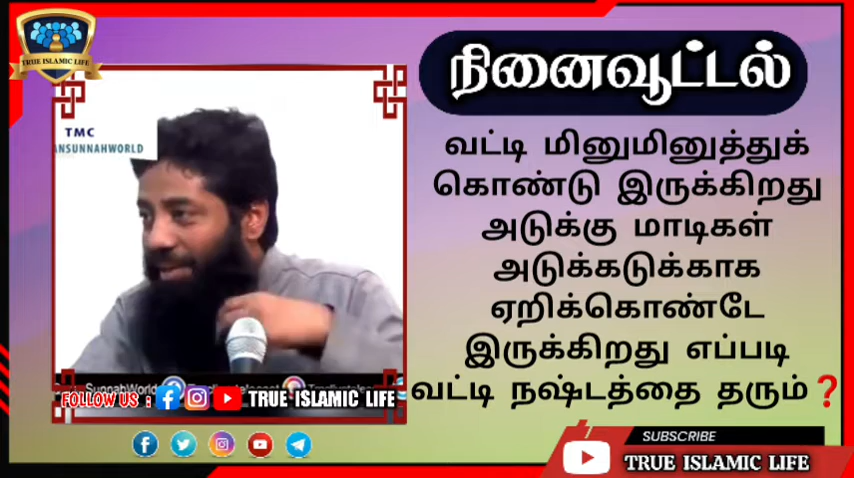 TRUE ISLAMIC LIFE
TMC
ANSUNNAHWORLD
நினைவூட்டல்
வட்டி மினுமினுத்துக்
கொண்டு இருக்கிறது
அடுக்கு மாடிகள்
அடுக்கடுக்காக
ஏறிக்கொண்டே
இருக்கிறது எப்படி
வட்டி நஷ்டத்தை தரும்❓
SunnahWorld
FOLLOW US : TRUE ISLAMIC LIFE
SUBSCRIBE
TRUE ISLAMIC LIFE